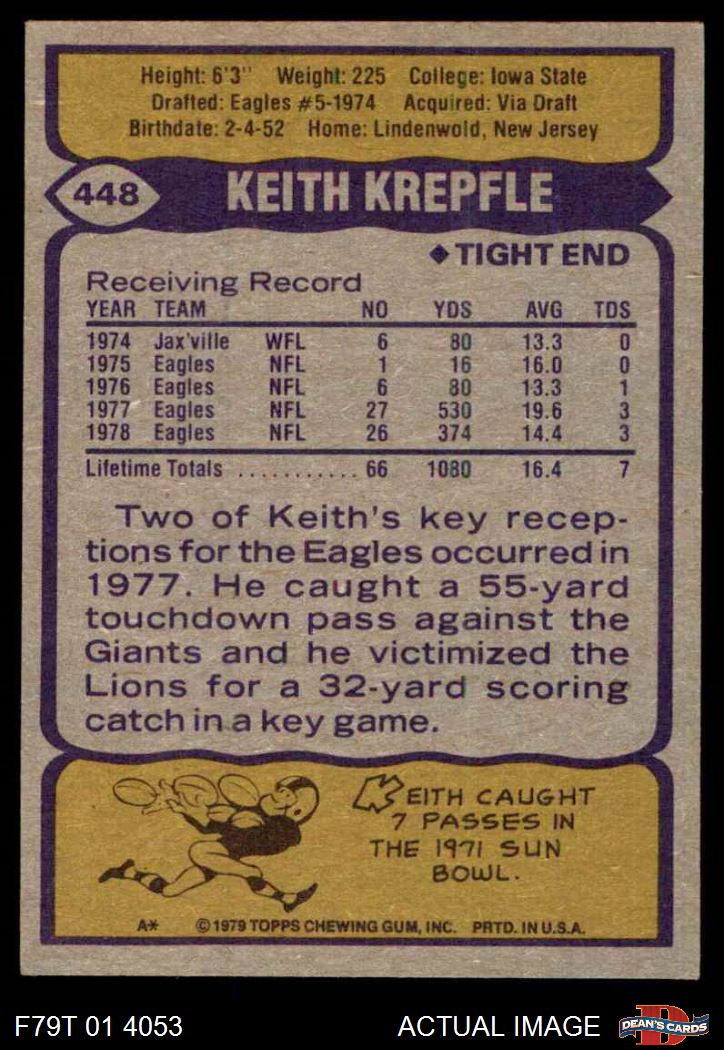 Height: 6'3" Weight: 225 College: Iowa State
Drafted: Eagles #5-1974 Acquired: Via Draft
Birthdate: 2-4-52 Home: Lindenwold, New Jersey
448 KEITH KREPFLE
◆TIGHT END
Receiving Record
YEAR TEAM NO YDS AVG TDS
1974 Jax'ville WFL 6 80 13.3 0
1975 Eagles NFL 1 16 16.0 0
1976 Eagles NFL 6 80 13.3 1
1977 Eagles NFL 27 530 19.6 3
1978 Eagles NFL 26 374 14.4 3
Lifetime Totals ........... 66 1080 16.4 7
Two of Keith's key recep-
tions for the Eagles occurred in
1977. He caught a 55-yard
touchdown pass against the
Giants and he victimized the
Lions for a 32-yard scoring
catch in a key game.
KEITH CAUGHT
7 PASSES IN
THE 1971 SUN
BOWL.
A* ©1979 TOPPS CHEWING GUM, INC. PRTD. IN U.S.A.
F79T 01 4053 ACTUAL IMAGE D DEAN'S CARDS